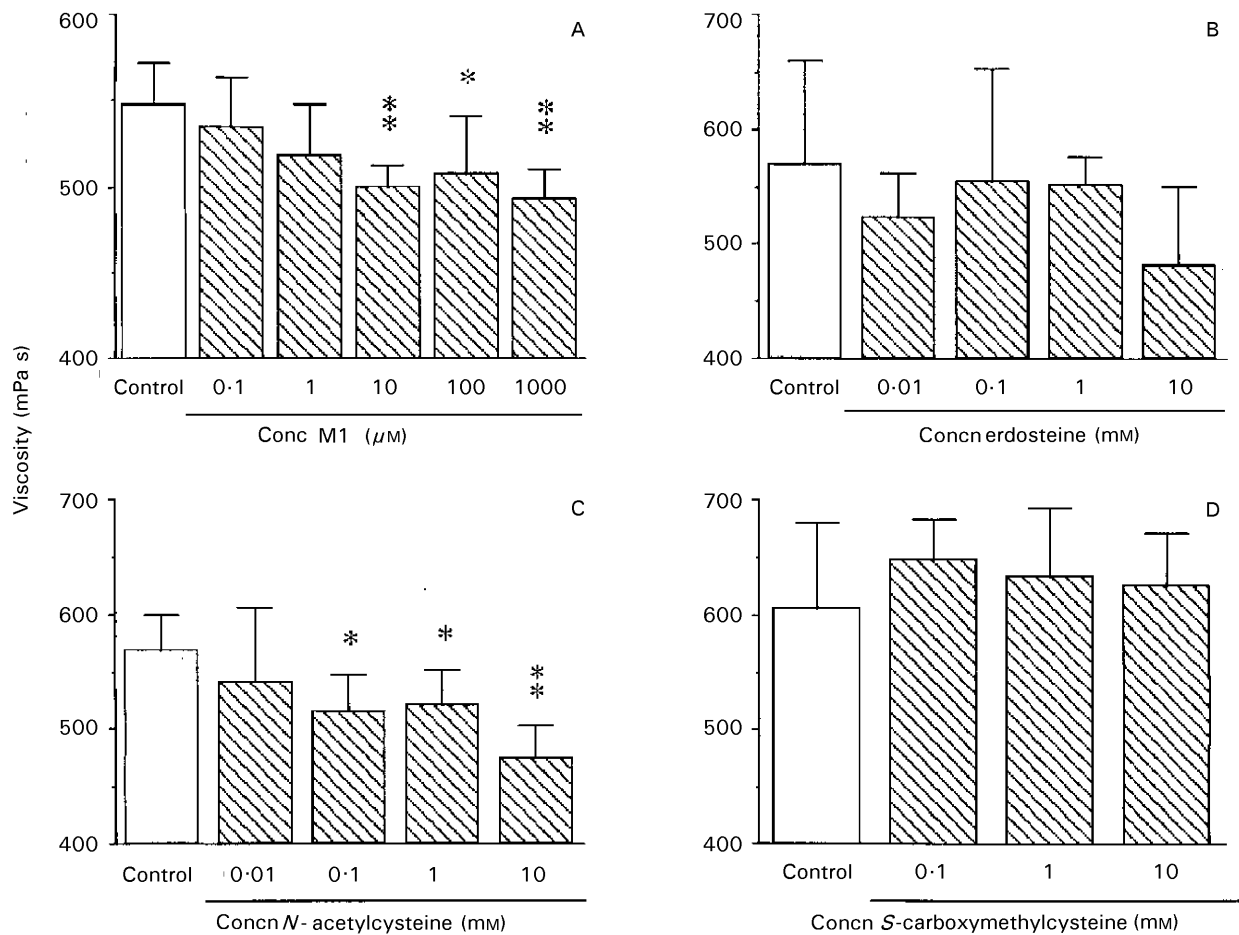 Viscosity (mPa s)
A
600
500
400
*
*
*
*
*
Control 0·1 1 10 100 1000
Conc M1 (µM)
B
700
600
500
400
Control 0·01 0·1 1 10
Concn erdosteine (mM)
C
700
600
500
400
*
*
*
*
Control 0·01 0·1 1 10
Concn N-acetylcysteine (mM)
D
700
600
500
400
Control 0·1 1 10
Concn S-carboxymethylcysteine (mM)